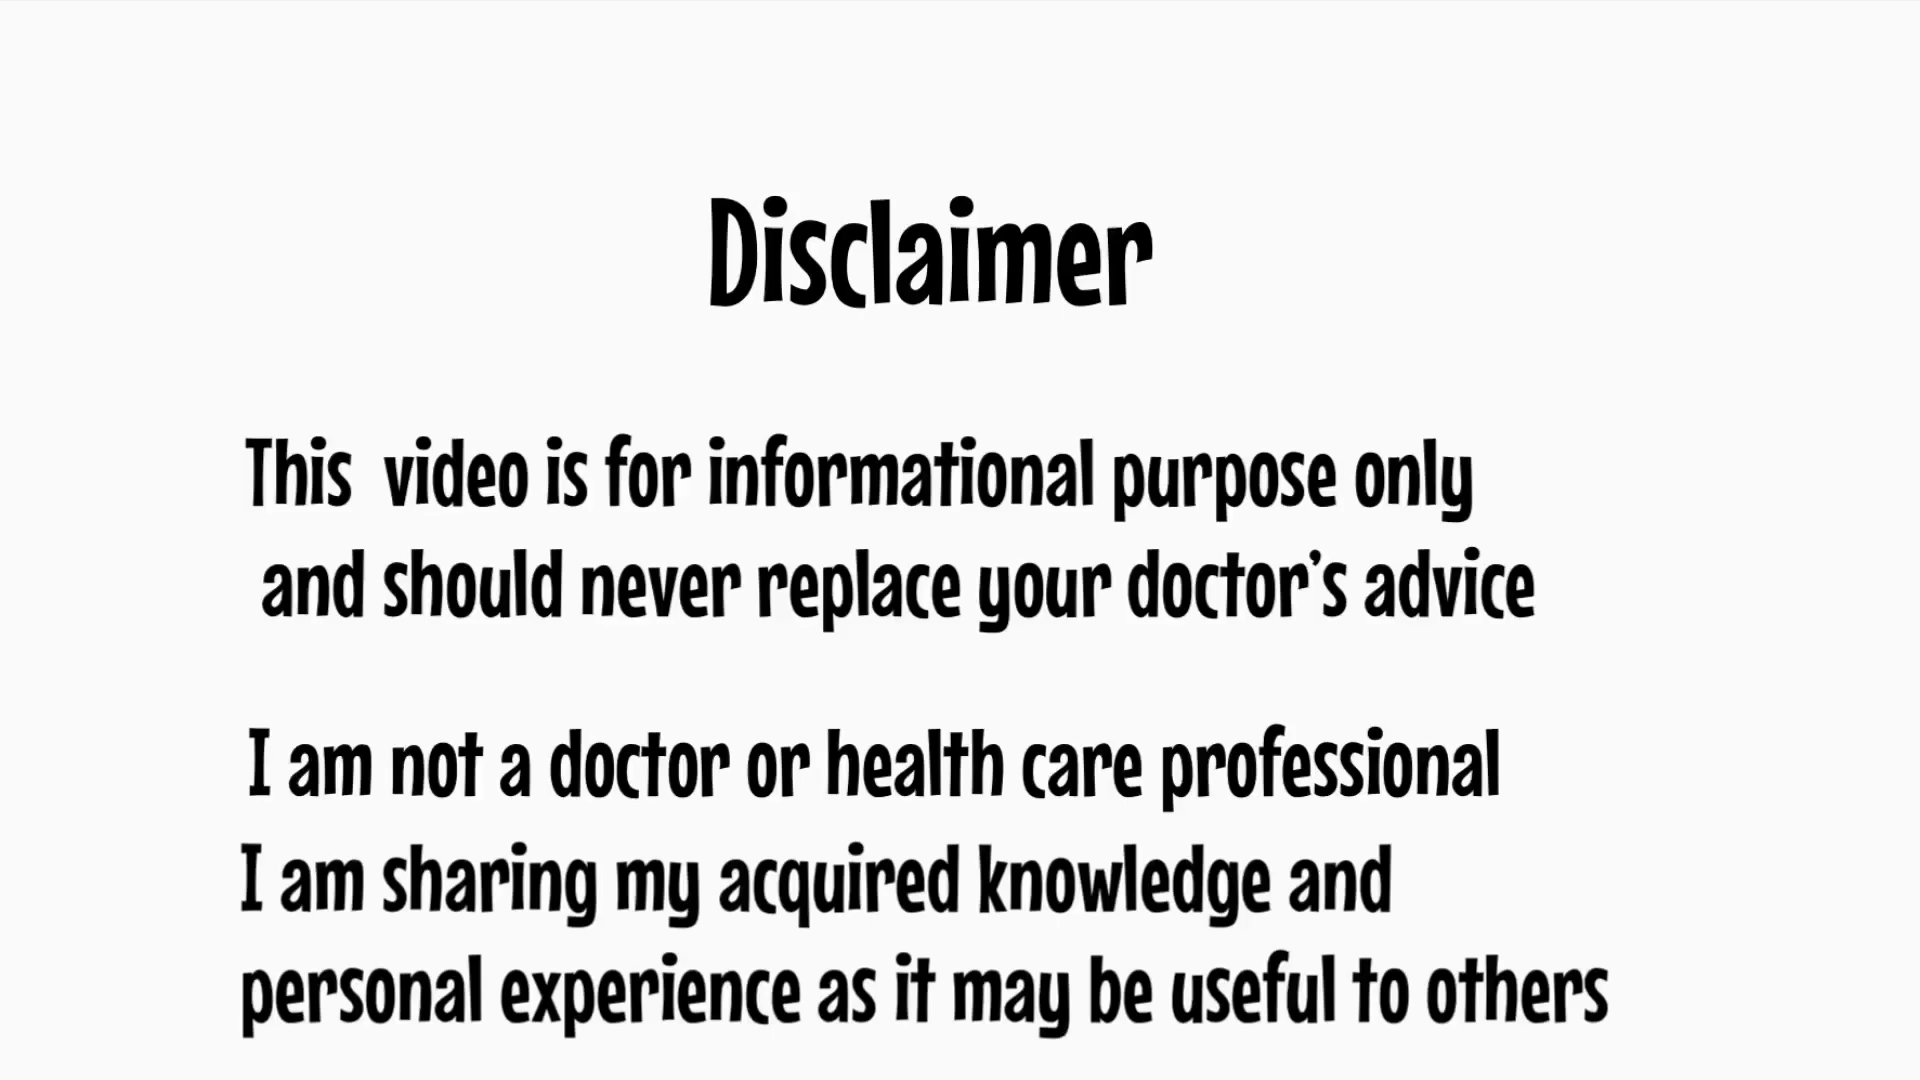 Disclaimer
This video is for informational purpose only
and should never replace your doctor's advice
I am not a doctor or health care professional
I am sharing my acquired knowledge and
personal experience as it may be useful to others